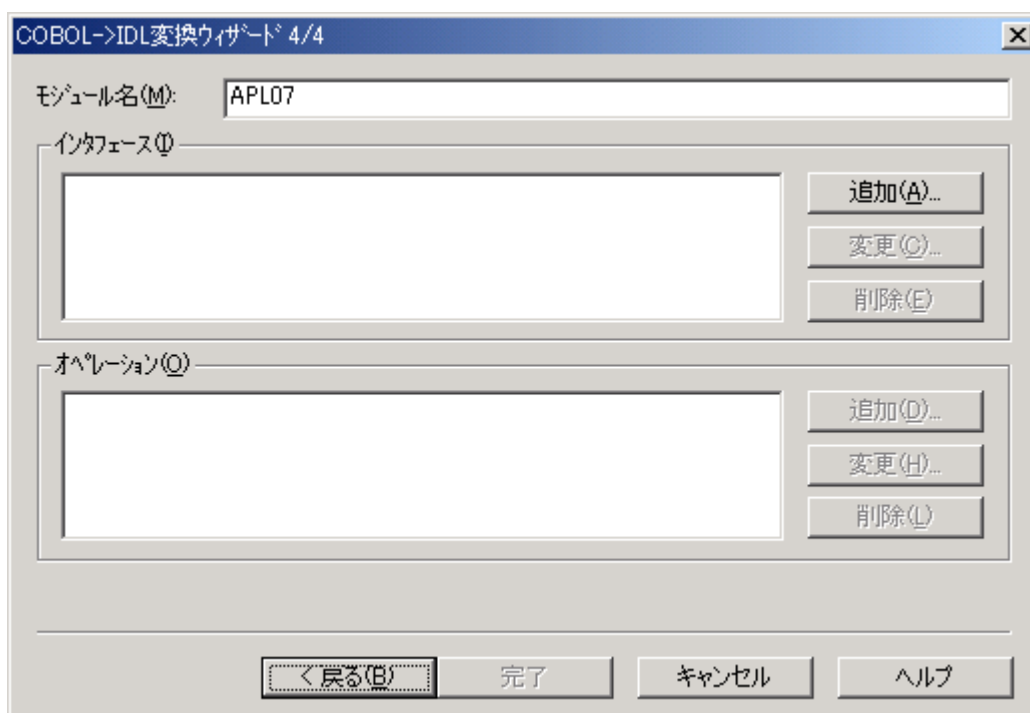 COBOL->IDL変換ウィザード 4/4
モジュール名(M): APL07
インタフェース(I)
追加(A)...
変更(C)...
削除(E)
オペレーション(O)
追加(D)...
変更(H)...
削除(L)
< 戻る(B) 完了 キャンセル ヘルプ